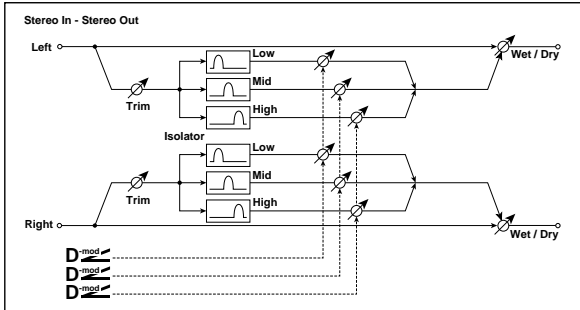 Stereo In - Stereo Out
Left
Wet / Dry
Low
Mid
High
Trim
Isolator
Low
Mid
High
Trim
Right
Wet / Dry
D-mod
D-mod
D-mod